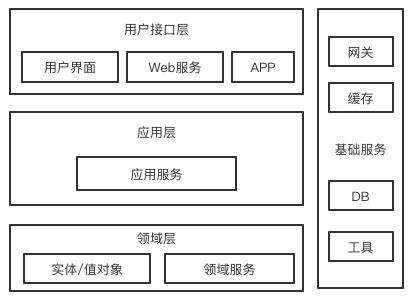 用户接口层
用户界面
Web服务
APP
应用层
应用服务
领域层
实体/值对象
领域服务
网关
缓存
基础服务
DB
工具